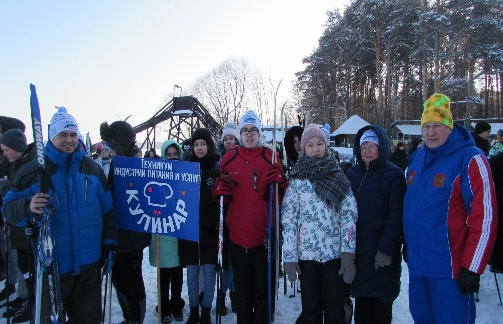 ТЕХНИКУМ
ИНДУСТРИИ ПИТАНИЯ И УСЛУГ
КУЛИНАР